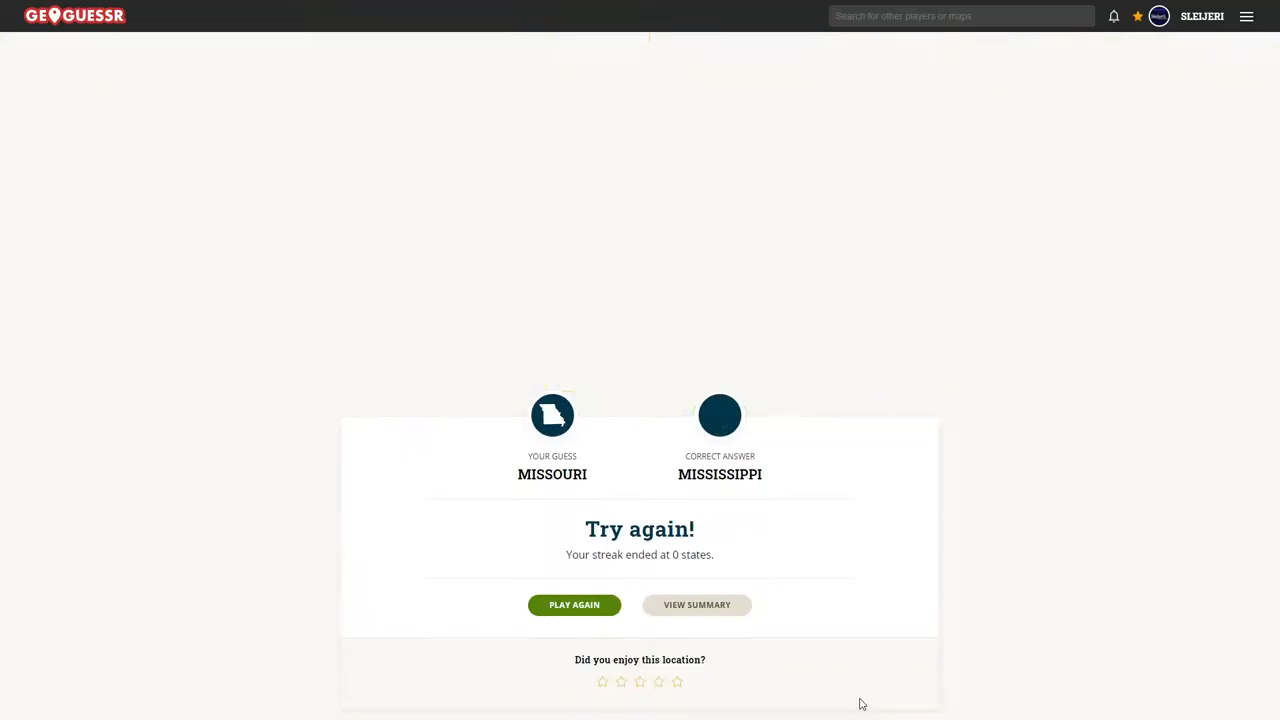 GEOGUESSR
Search for other players or maps
SLEIJERI
YOUR GUESS
MISSOURI
CORRECT ANSWER
MISSISSIPPI
Try again!
Your streak ended at 0 states.
PLAY AGAIN
VIEW SUMMARY
Did you enjoy this location?